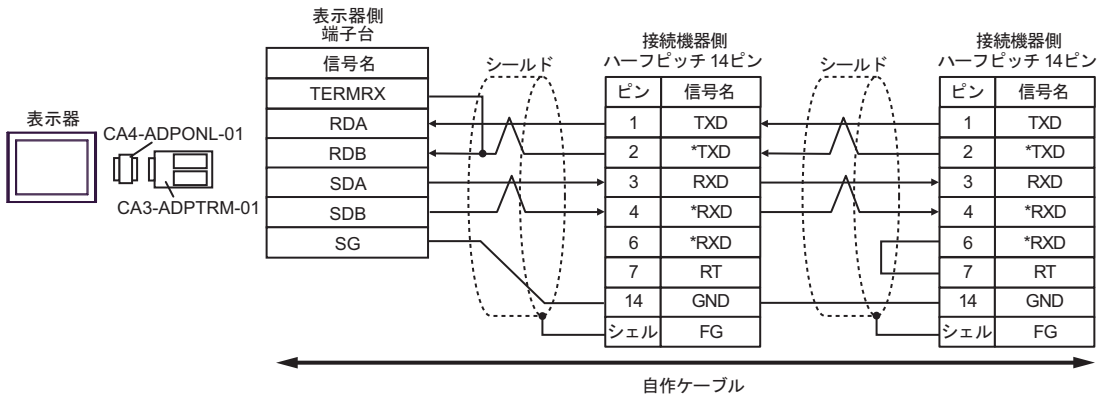 表示器
CA4-ADPONL-01
CA3-ADPTRM-01
表示器側
端子台
信号名
TERMRX
RDA
RDB
SDA
SDB
SG
シールド
接続機器側
ハーフピッチ 14ピン
ピン 信号名
1 TXD
2 *TXD
3 RXD
4 *RXD
6 *RXD
7 RT
14 GND
シェル FG
シールド
接続機器側
ハーフピッチ 14ピン
ピン 信号名
1 TXD
2 *TXD
3 RXD
4 *RXD
6 *RXD
7 RT
14 GND
シェル FG
自作ケーブル